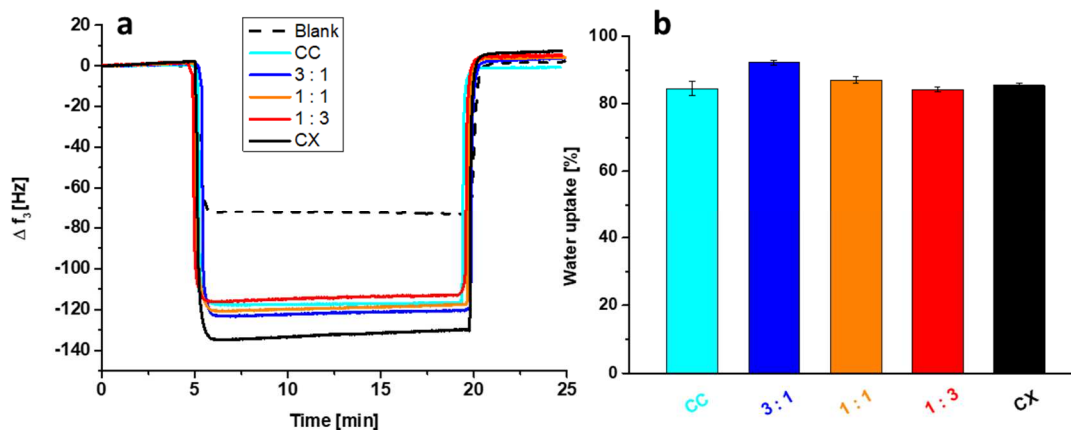 a
Blank
CC
3 : 1
1 : 1
1 : 3
CX
20
0
-20
-40
-60
-80
-100
-120
-140
Δ f3 [Hz]
0 5 10 15 20 25
Time [min]
b
100
80
60
40
20
0
Water uptake [%]
CC 3 : 1 1 : 1 1 : 3 CX